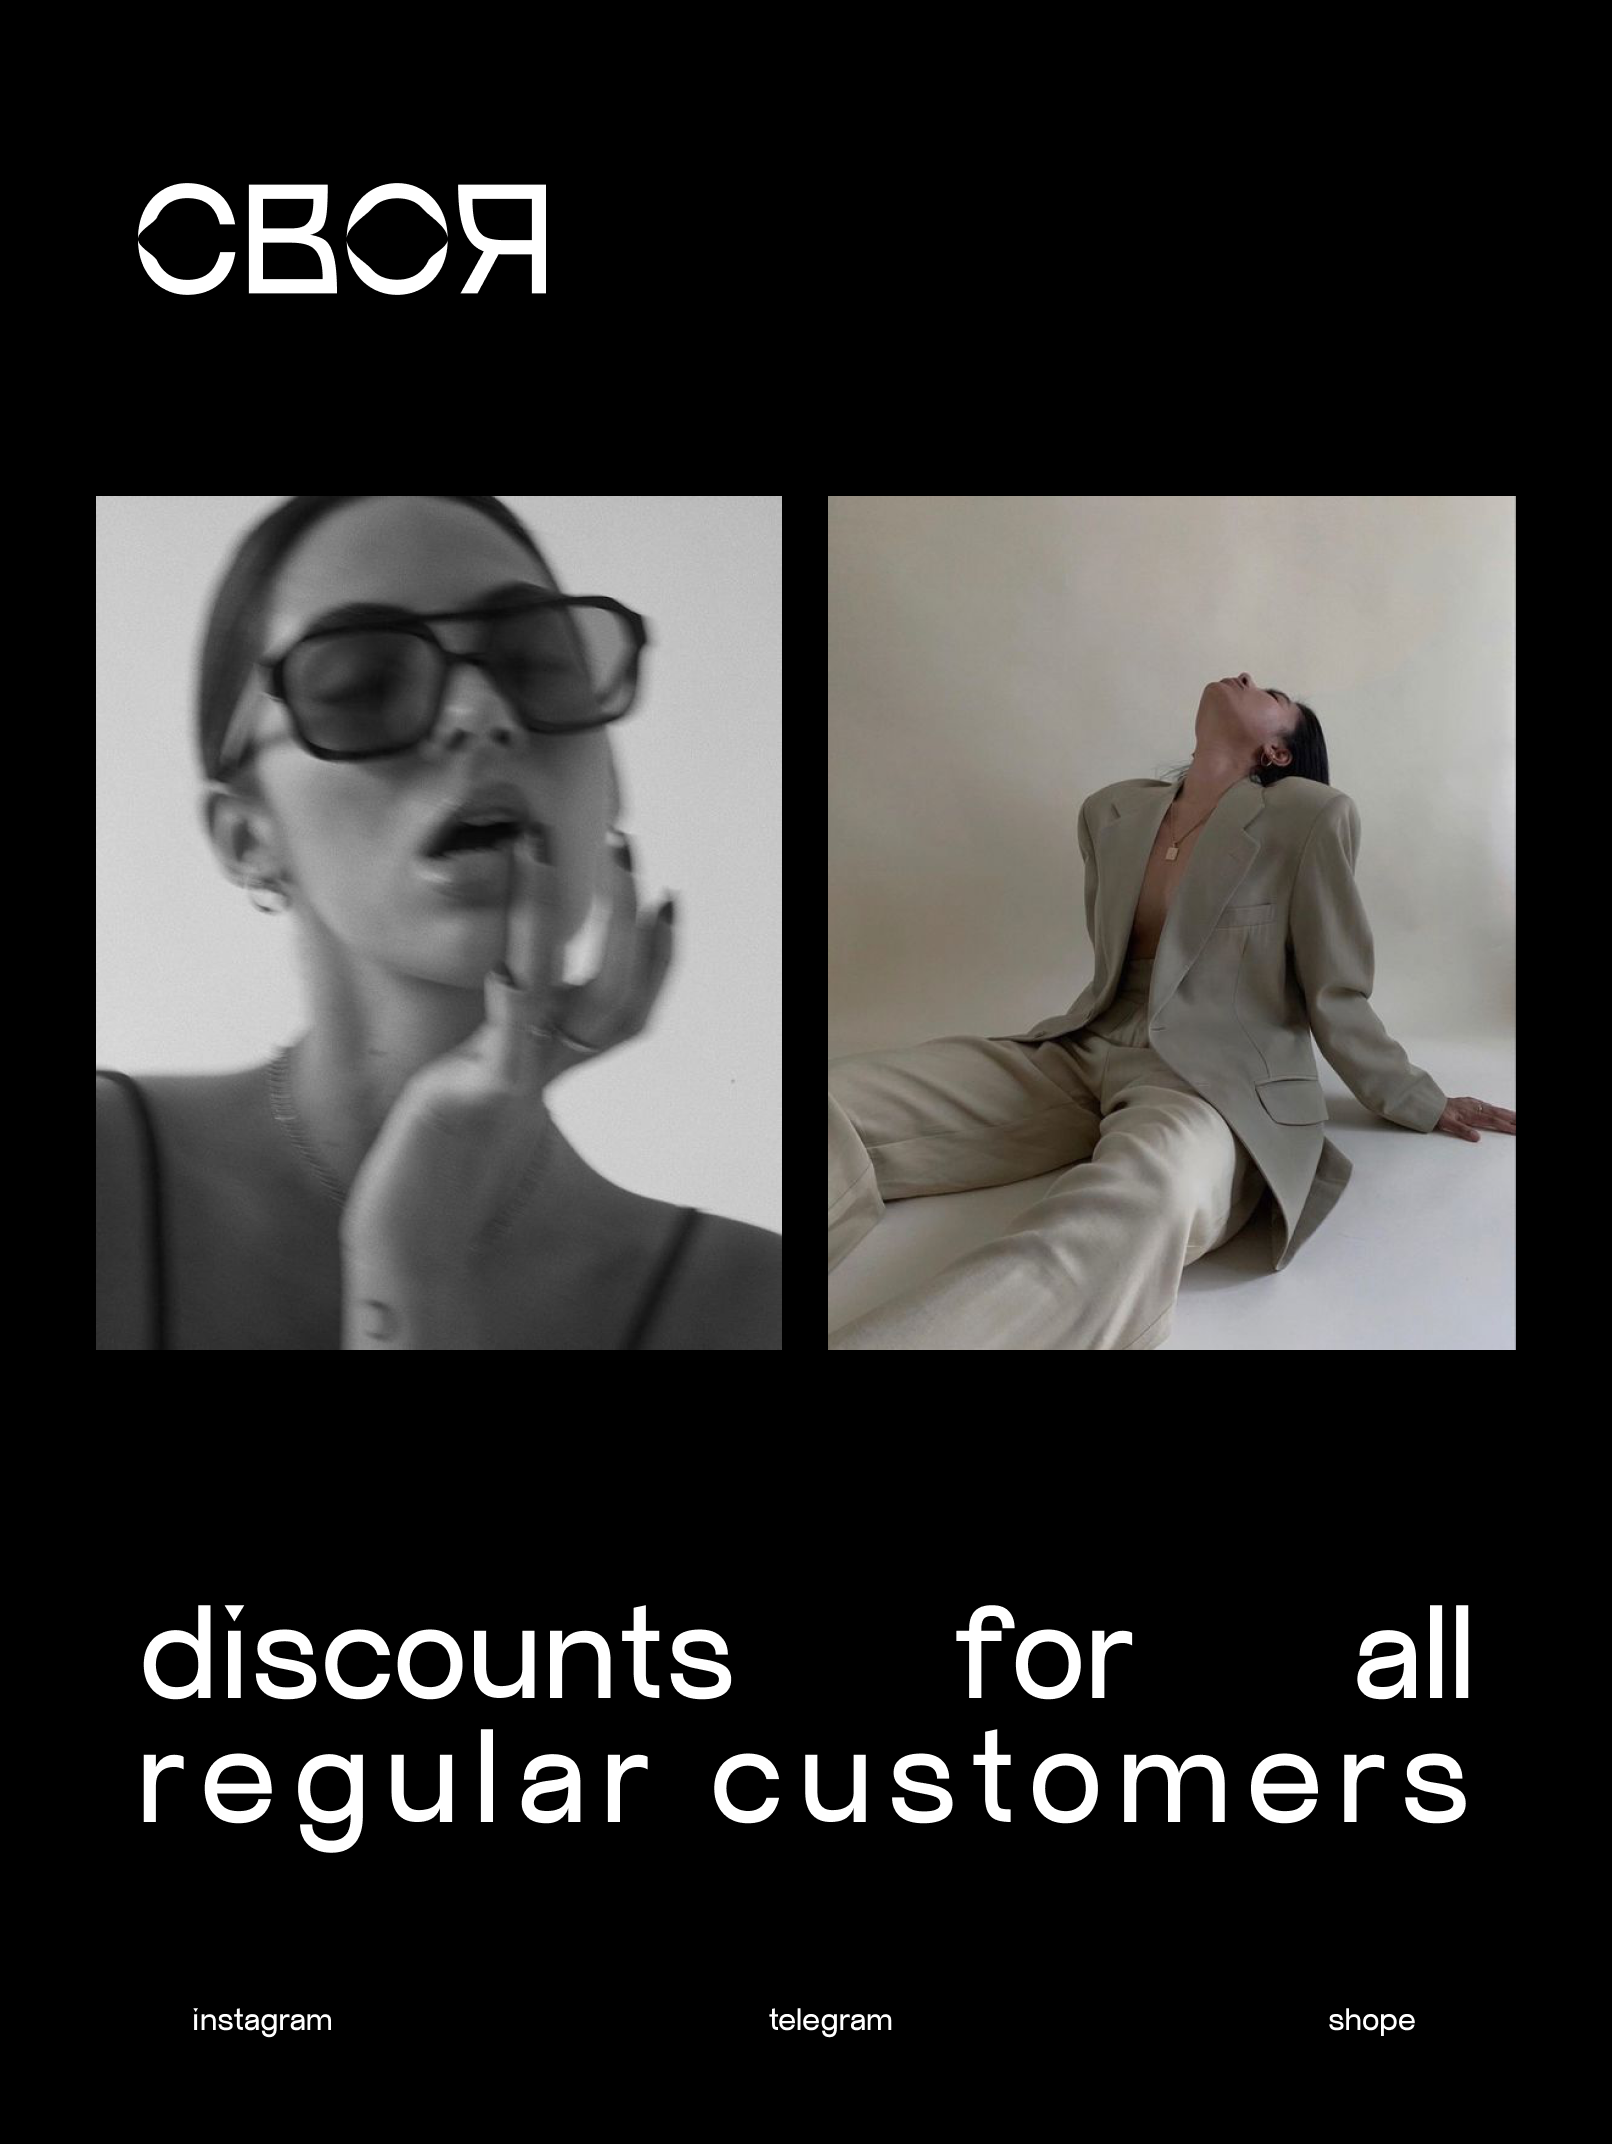 СВОЯ
discounts for all
regular customers
instagram telegram shope